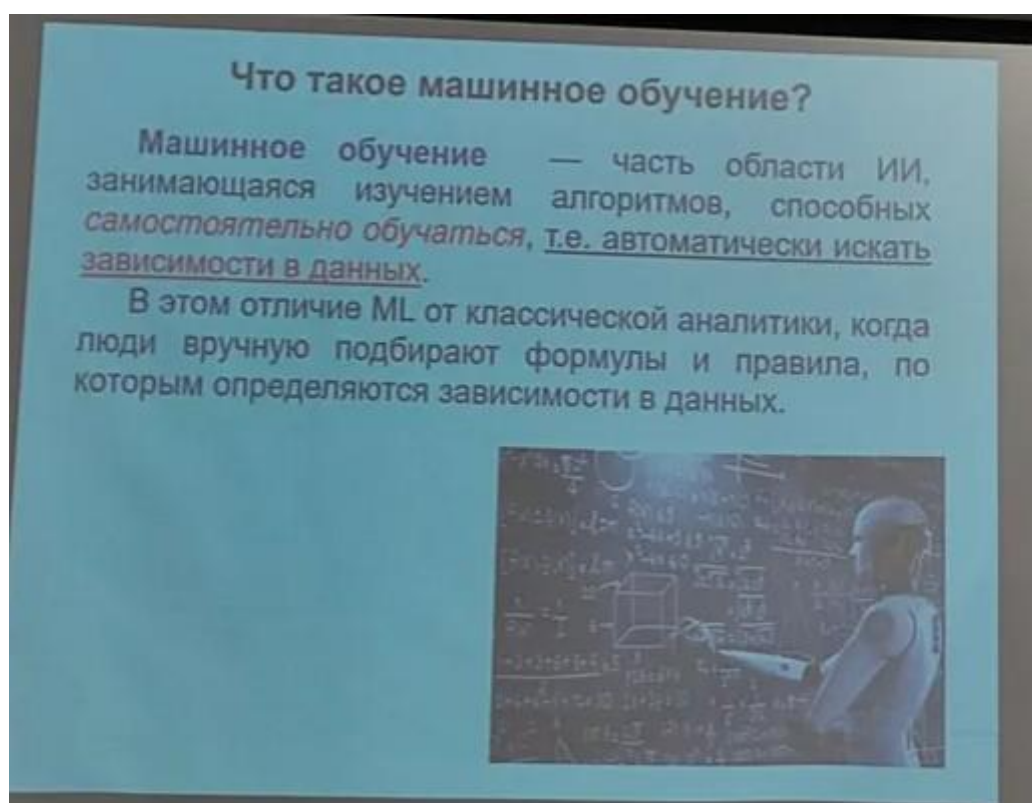 Что такое машинное обучение?
Машинное обучение — часть области ИИ,
занимающаяся изучением алгоритмов, способных
самостоятельно обучаться, т.е. автоматически искать
зависимости в данных.
В этом отличие ML от классической аналитики, когда
люди вручную подбирают формулы и правила, по
которым определяются зависимости в данных.